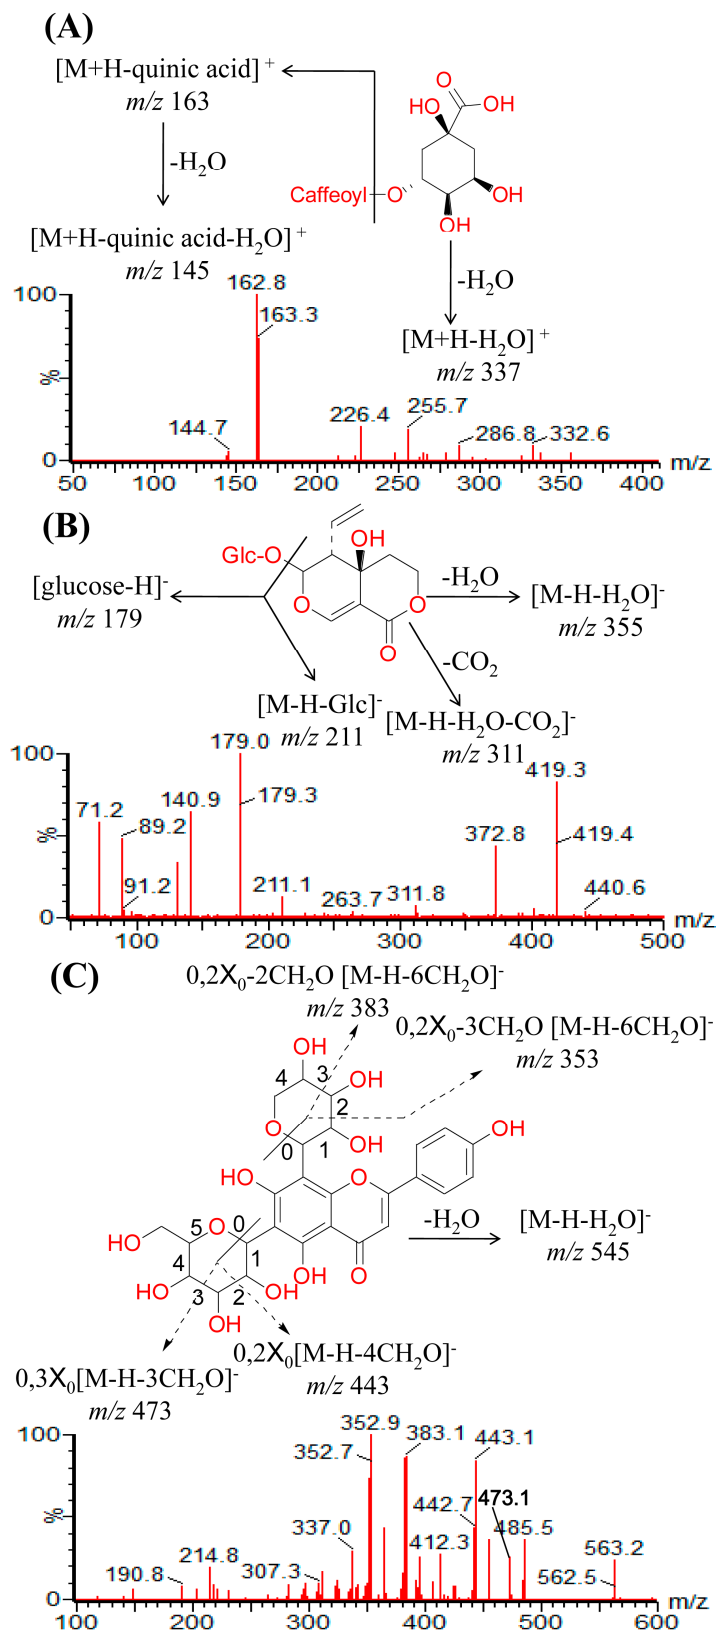 (A)
[M+H-quinic acid]+
m/z 163
-H2O
[M+H-quinic acid-H2O]+
m/z 145
O
HO
OH
Caffeoyl
O
OH
OH
-H2O
[M+H-H2O]+
m/z 337
100
%
0
162.8
163.3
144.7
226.4
255.7
286.8
332.6
50 100 150 200 250 300 350 400 m/z
(B)
Glc-O
OH
O
O
O
[glucose-H]-
m/z 179
-H2O
[M-H-H2O]-
m/z 355
-CO2
[M-H-Glc]-
m/z 211
[M-H-H2O-CO2]-
m/z 311
100
%
0
71.2
89.2
91.2
140.9
179.0
179.3
211.1
263.7
311.8
372.8
419.3
419.4
440.6
100 200 300 400 500 m/z
(C)
0,2X0-2CH2O [M-H-6CH2O]-
m/z 383
0,2X0-3CH2O [M-H-6CH2O]-
m/z 353
OH
4 3
OH
2
O
0 1
OH
OH
HO
O
5 O 0
HO
4 1
3 2
HO
OH
OH
OH
O
-H2O
[M-H-H2O]-
m/z 545
0,2X0[M-H-4CH2O]-
m/z 443
0,3X0[M-H-3CH2O]-
m/z 473
100
%
0
190.8
214.8
307.3
337.0
352.7
352.9
383.1
412.3
442.7
443.1
473.1
485.5
562.5
563.2
100 200 300 400 500 600 m/z